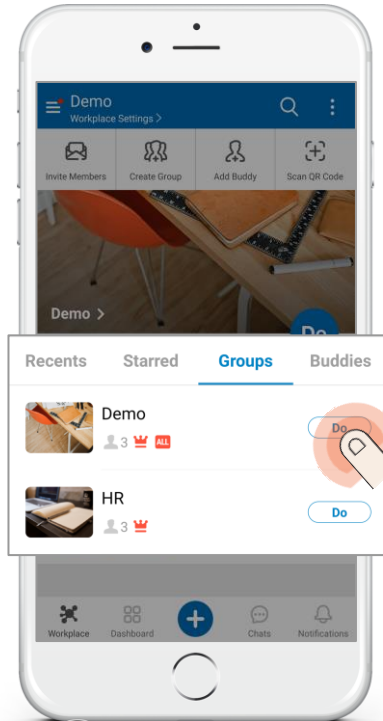 Demo
Workplace Settings >
Invite Members Create Group Add Buddy Scan QR Code
Demo >
Do
Recents Starred Groups Buddies
Demo
Do
3 ALL
HR
Do
3
Workplace Dashboard Chats Notifications